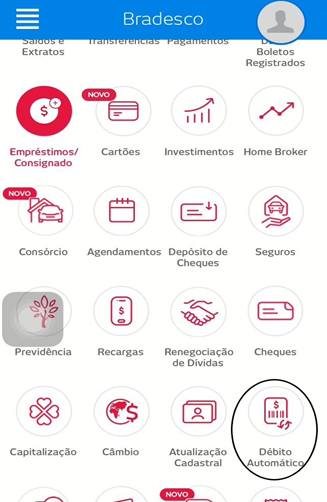 Bradesco
Saldos e Transferências Pagamentos
Extratos Boletos
Registrados
NOVO
Empréstimos/ Cartões Investimentos Home Broker
Consignado
NOVO
Consórcio Agendamentos Depósito de Seguros
Cheques
Previdência Recargas Renegociação Cheques
de Dívidas
Capitalização Câmbio Atualização Débito
Cadastral Automático
NOVO